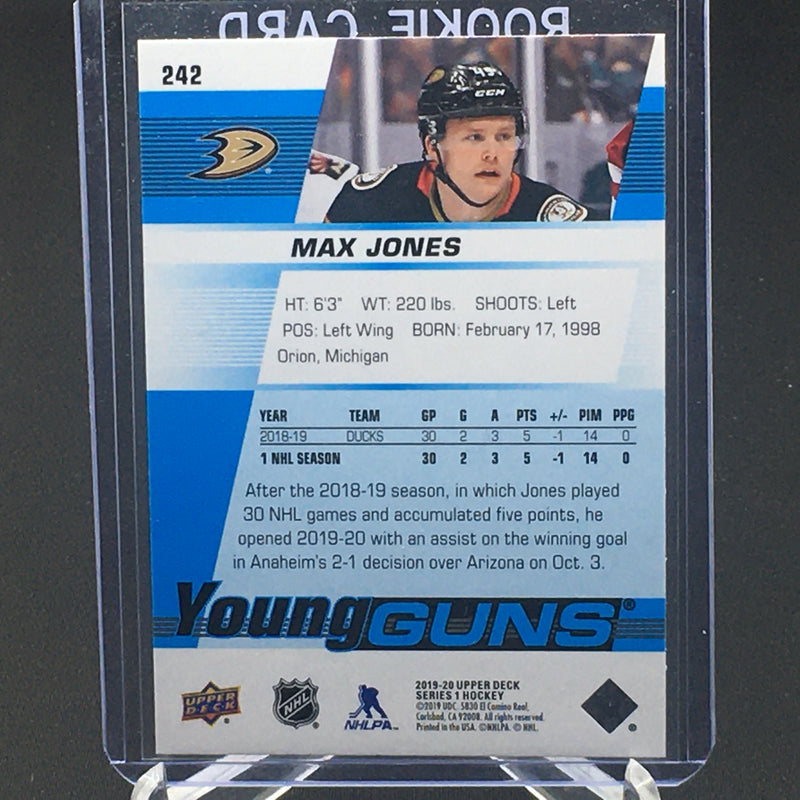 ROOKIE CARD
242
CCM
MAX JONES
HT: 6'3" WT: 220 lbs. SHOOTS: Left
POS: Left Wing BORN: February 17, 1998
Orion, Michigan
YEAR TEAM GP G A PTS +/- PIM PPG
2018-19 DUCKS 30 2 3 5 -1 14 0
1 NHL SEASON 30 2 3 5 -1 14 0
After the 2018-19 season, in which Jones played
30 NHL games and accumulated five points, he
opened 2019-20 with an assist on the winning goal
in Anaheim's 2-1 decision over Arizona on Oct. 3.
Young GUNS®
UPPER DECK
NHL
NHLPA
2019-20 UPPER DECK
SERIES 1 HOCKEY
©2019 UDC. 5830 El Camino Real,
Carlsbad, CA 92008. All rights reserved.
Printed in the USA. ©NHLPA. © NHL.